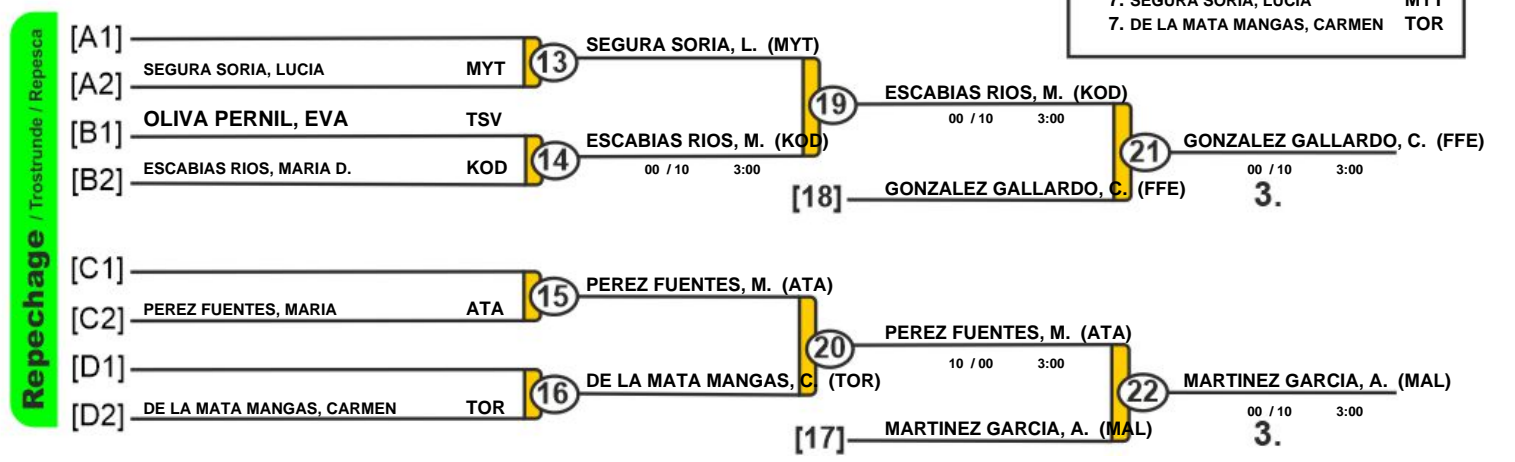 7. SEGURA SORIA, LUCIA MYT
7. DE LA MATA MANGAS, CARMEN TOR
Repechage / Trostrunde / Repesca
[A1]
SEGURA SORIA, L. (MYT)
13
SEGURA SORIA, LUCIA MYT
[A2]
ESCABIAS RIOS, M. (KOD)
19
00 / 10 3:00
OLIVA PERNIL, EVA TSV
[B1]
ESCABIAS RIOS, M. (KOD)
GONZALEZ GALLARDO, C. (FFE)
21
14
00 / 10 3:00
ESCABIAS RIOS, MARIA D. KOD
00 / 10 3:00
[B2]
GONZALEZ GALLARDO, C. (FFE)
[18]
3.
[C1]
PEREZ FUENTES, M. (ATA)
15
PEREZ FUENTES, MARIA ATA
[C2]
PEREZ FUENTES, M. (ATA)
20
10 / 00 3:00
[D1]
DE LA MATA MANGAS, C. (TOR)
MARTINEZ GARCIA, A. (MAL)
22
16
DE LA MATA MANGAS, CARMEN TOR
00 / 10 3:00
[D2]
MARTINEZ GARCIA, A. (MAL)
[17]
3.